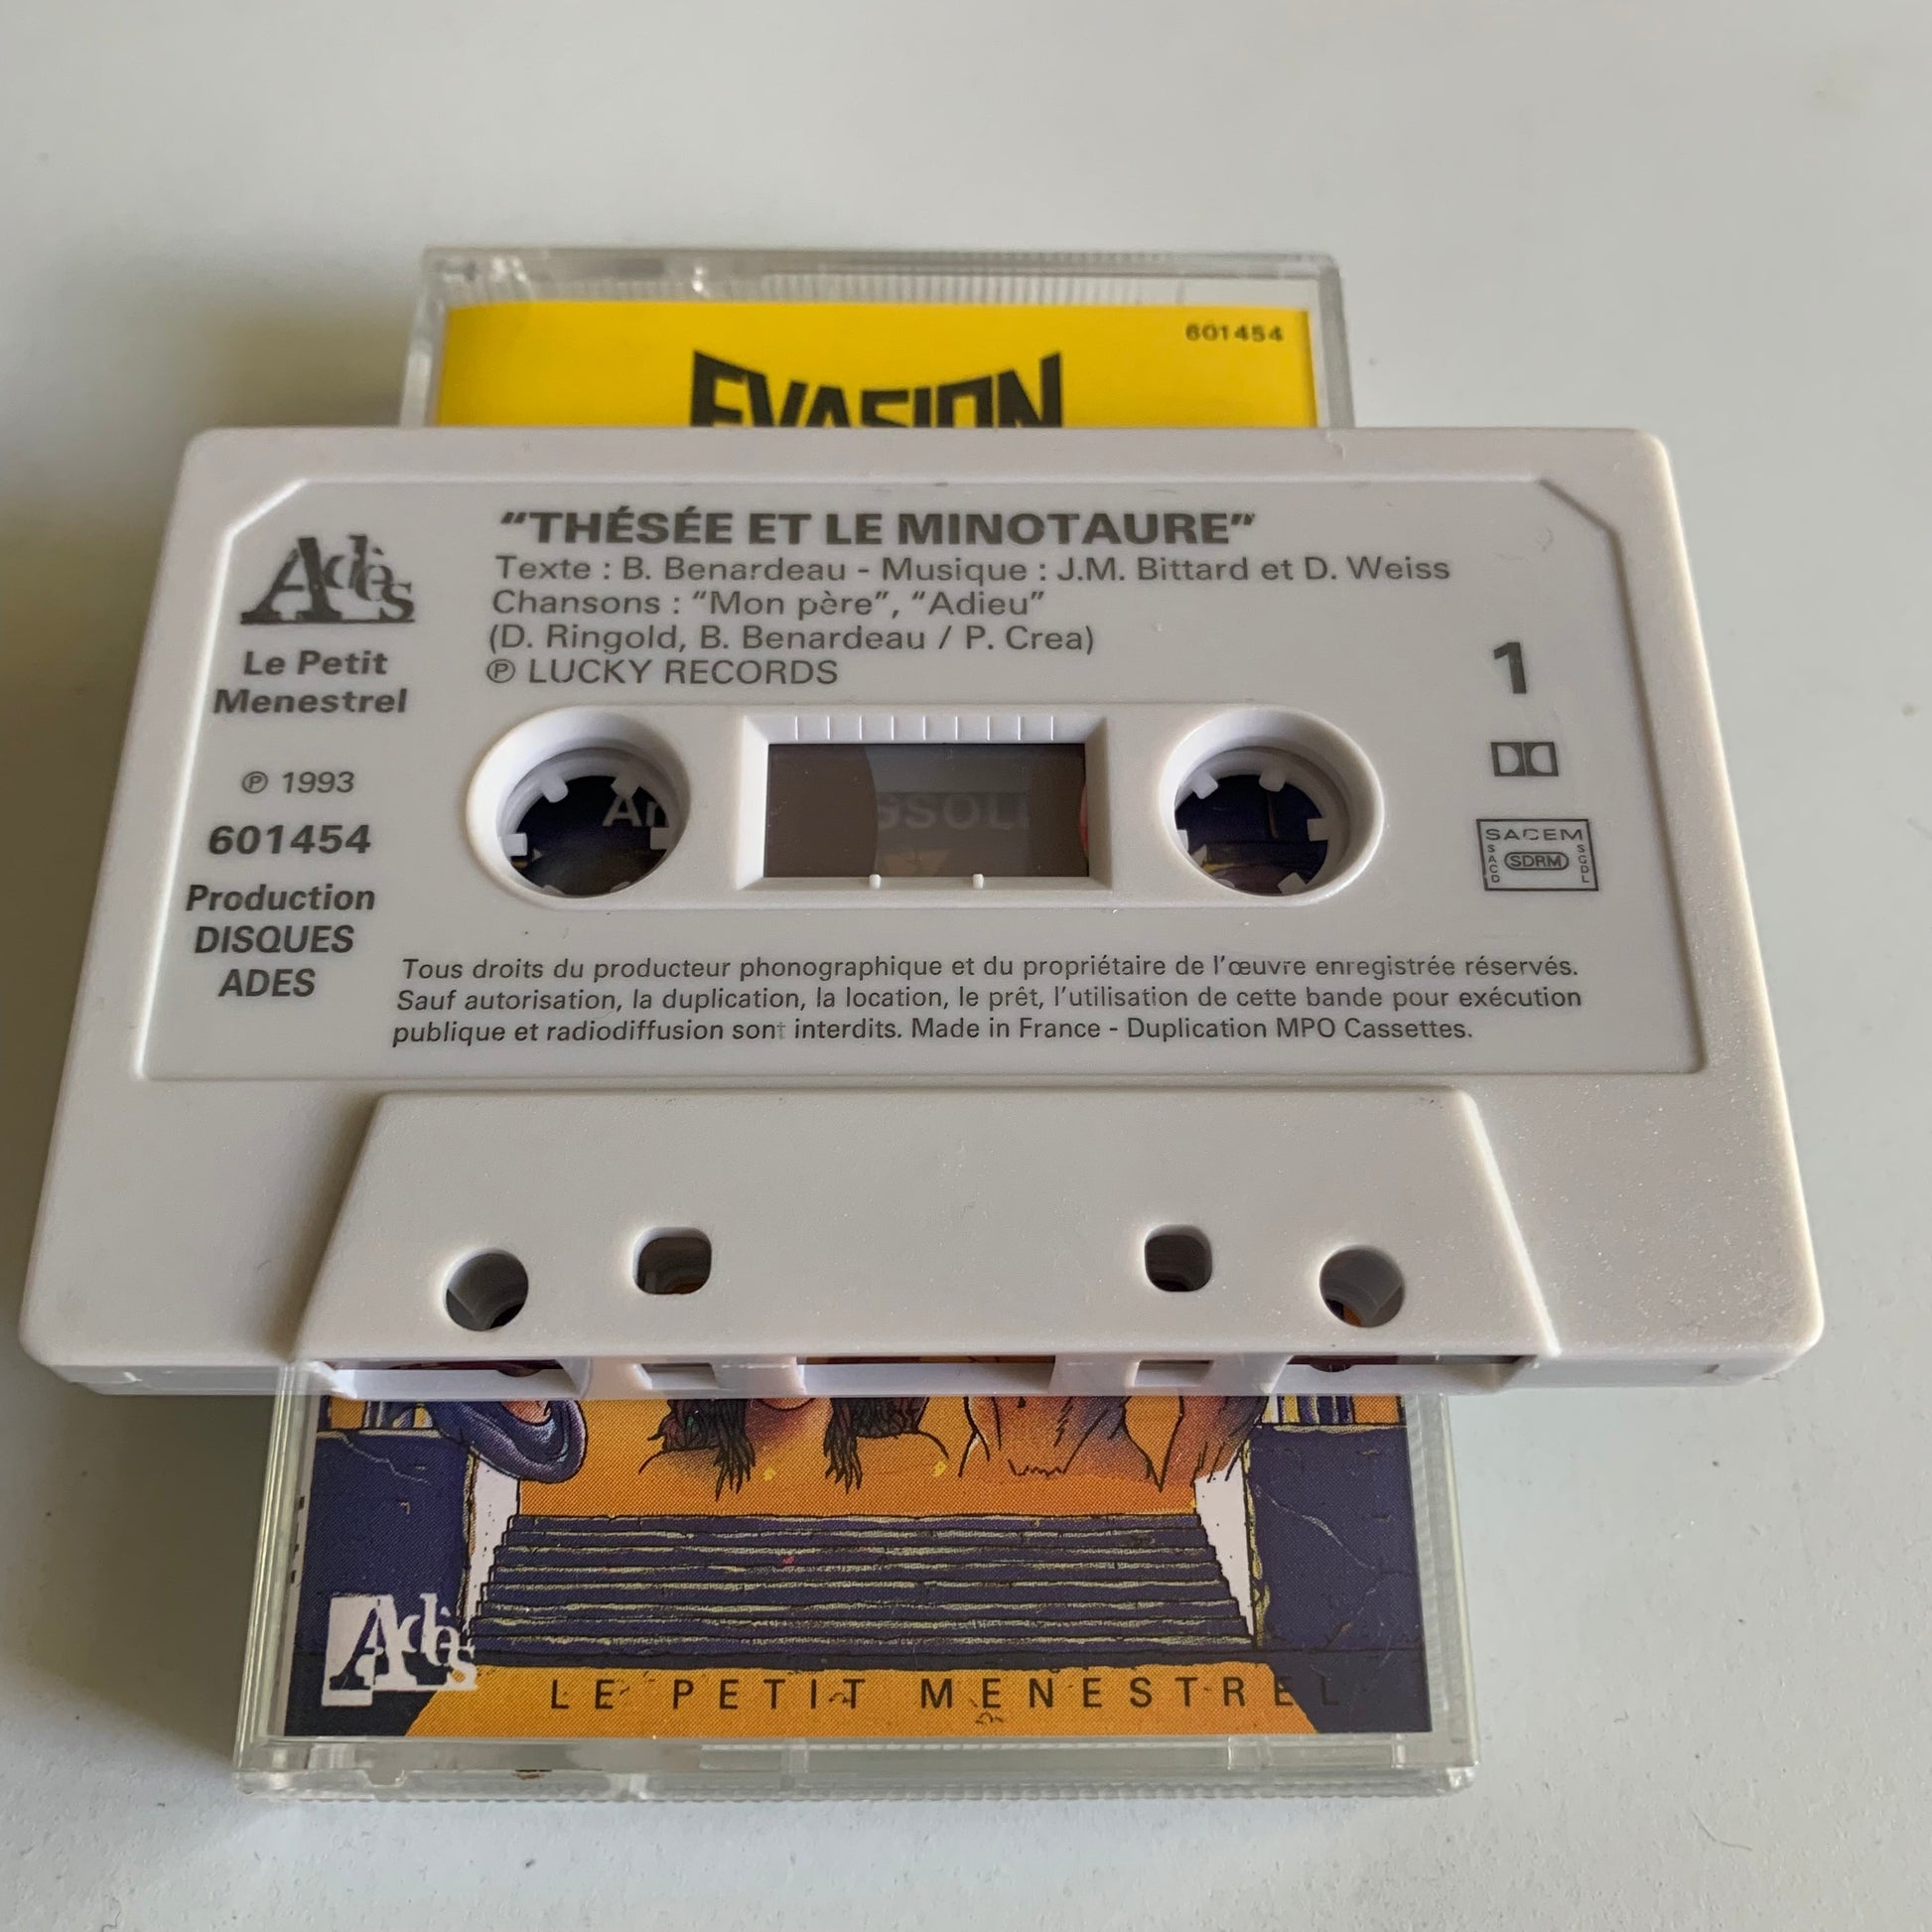 601454
EVASION
"THÉSÉE ET LE MINOTAURE"
Texte : B. Benardeau - Musique : J.M. Bittard et D. Weiss
Chansons : "Mon père", "Adieu"
(D. Ringold, B. Benardeau / P. Crea)
℗ LUCKY RECORDS
Adès
Le Petit
Menestrel
℗ 1993
601454
Production
DISQUES
ADES
1
SACEM
SACD
SDRM
SGDL
Tous droits du producteur phonographique et du propriétaire de l'œuvre enregistrée réservés.
Sauf autorisation, la duplication, la location, le prêt, l'utilisation de cette bande pour exécution
publique et radiodiffusion sont interdits. Made in France - Duplication MPO Cassettes.
Adès
LE PETIT MENESTREL